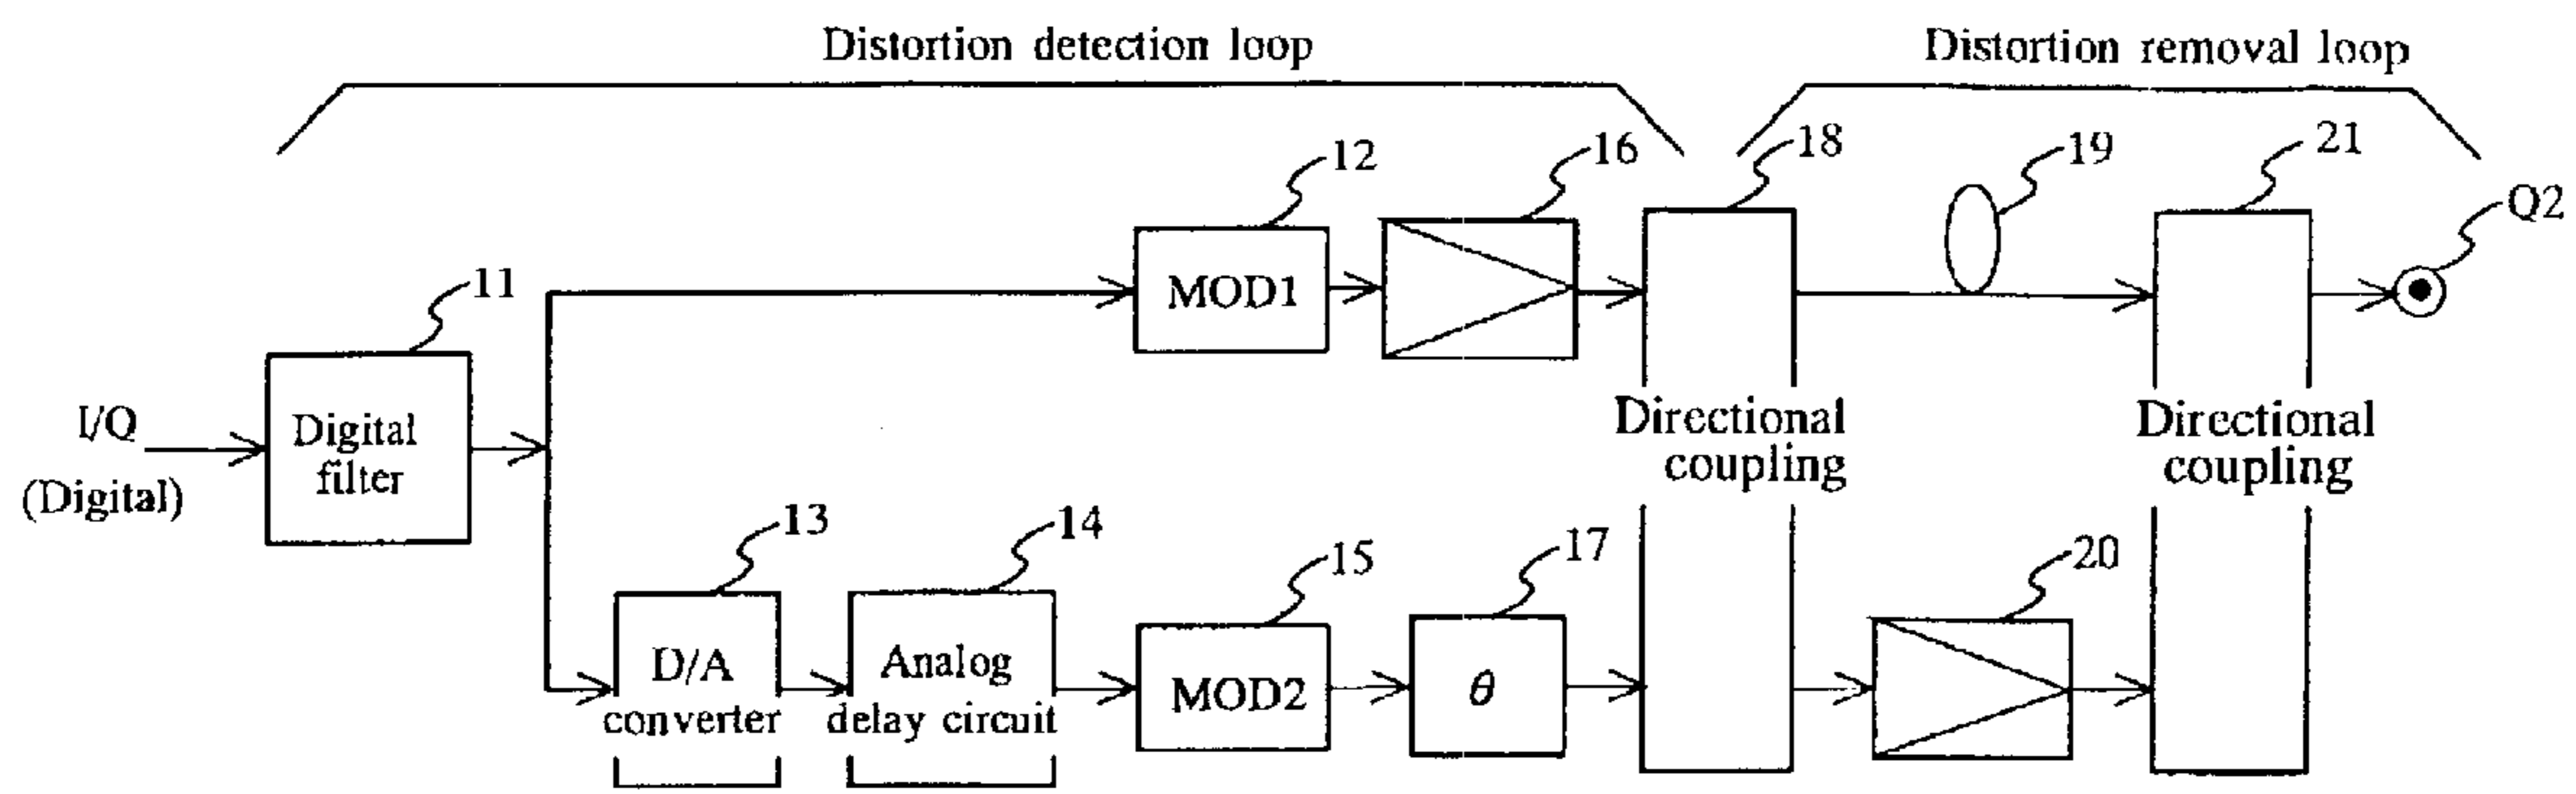 Distortion detection loop
Distortion removal loop
12
16
18
19
21
Q2
11
MOD1
I/Q
(Digital)
Digital
filter
Directional
coupling
Directional
coupling
13
14
15
17
20
D/A
converter
Analog
delay circuit
MOD2
θ